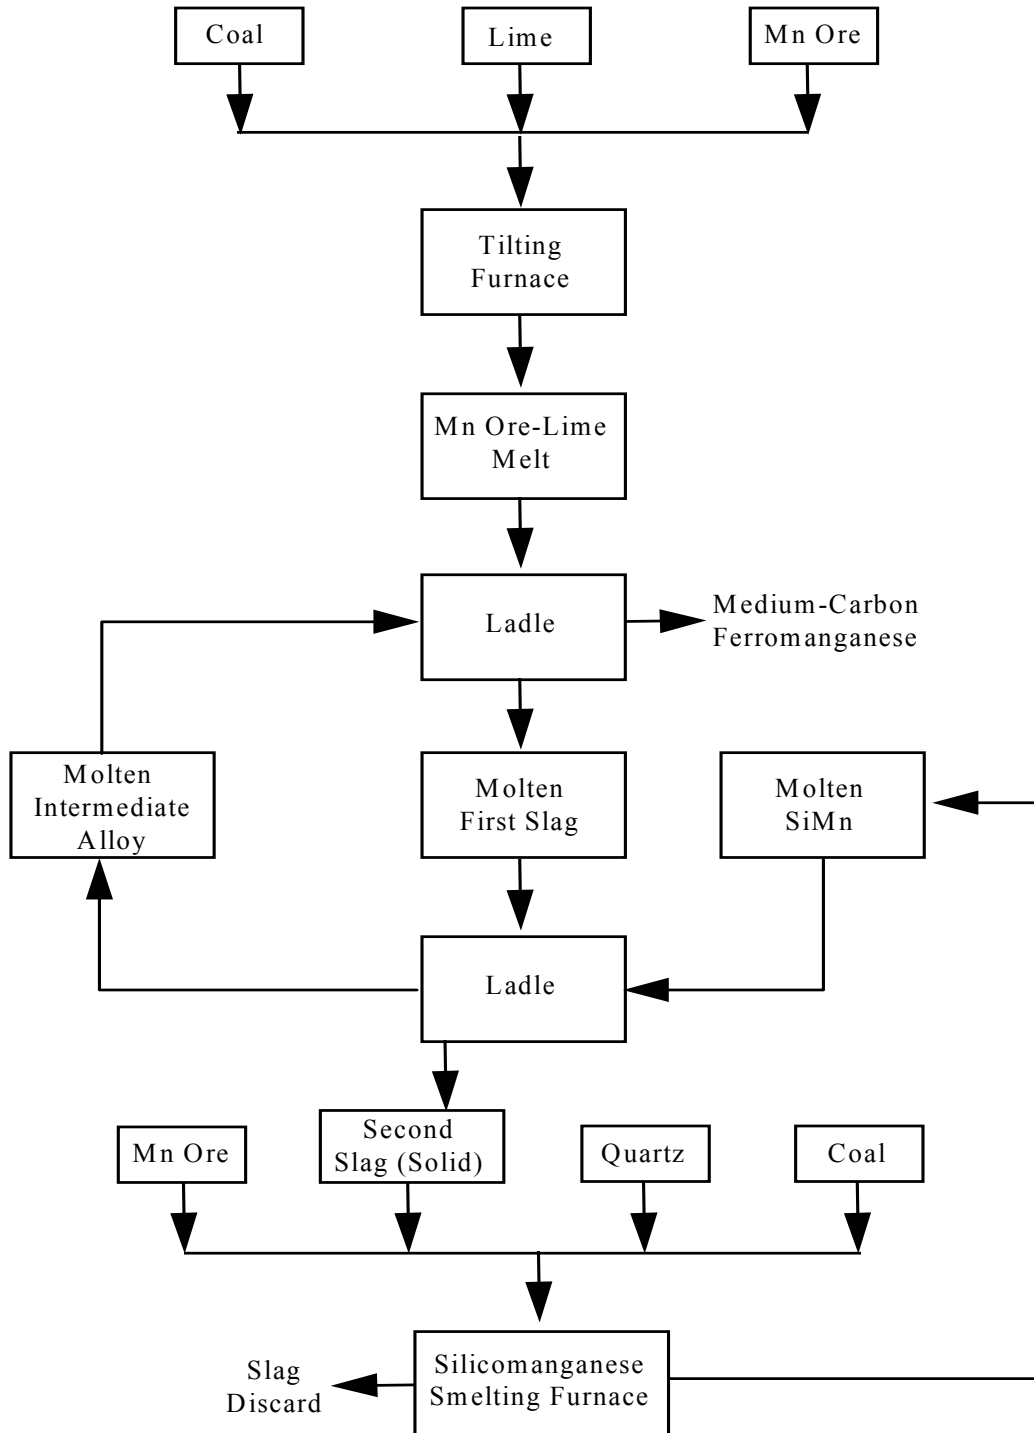 Coal
Lime
Mn Ore
Tilting
Furnace
Mn Ore-Lime
Melt
Ladle
Medium-Carbon
Ferromanganese
Molten
Intermediate
Alloy
Molten
First Slag
Molten
SiMn
Ladle
Mn Ore
Second
Slag (Solid)
Quartz
Coal
Slag
Discard
Silicomanganese
Smelting Furnace